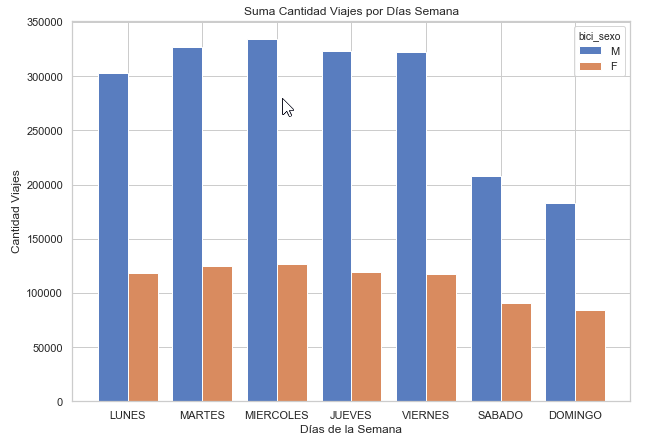 Suma Cantidad Viajes por Días Semana
350000
300000
250000
200000
150000
100000
50000
0
Cantidad Viajes
bici_sexo
M
F
LUNES MARTES MIERCOLES JUEVES VIERNES SABADO DOMINGO
Días de la Semana